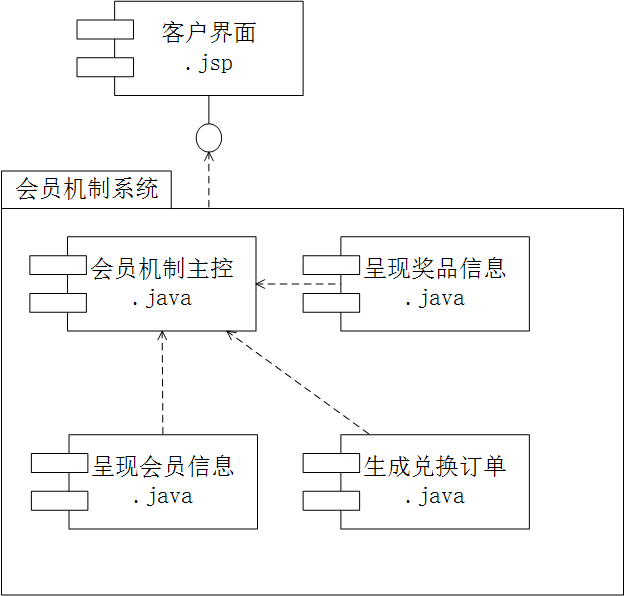 客户界面
.jsp
会员机制系统
会员机制主控
.java
呈现奖品信息
.java
呈现会员信息
.java
生成兑换订单
.java